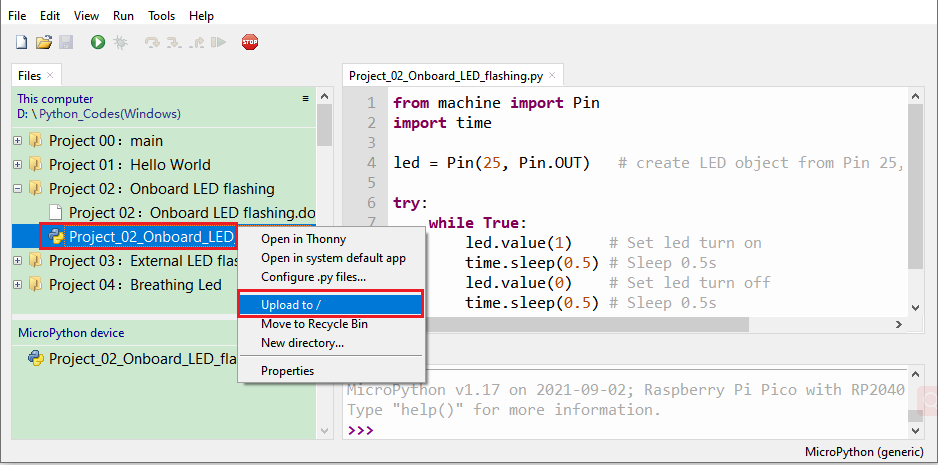 File Edit View Run Tools Help
STOP
Files ×
This computer
D: \ Python_Codes(Windows)
Project 00：main
Project 01：Hello World
Project 02：Onboard LED flashing
Project 02：Onboard LED flashing.do
Project_02_Onboard_LED_
Project 03：External LED flas
Project 04：Breathing Led
MicroPython device
Project_02_Onboard_LED_fla
Open in Thonny
Open in system default app
Configure .py files...
Upload to /
Move to Recycle Bin
New directory...
Properties
Project_02_Onboard_LED_flashing.py ×
1 from machine import Pin
2 import time
3
4 led = Pin(25, Pin.OUT) # create LED object from Pin 25,
5
6 try:
7 while True:
led.value(1) # Set led turn on
time.sleep(0.5) # Sleep 0.5s
led.value(0) # Set led turn off
time.sleep(0.5) # Sleep 0.5s
MicroPython v1.17 on 2021-09-02; Raspberry Pi Pico with RP2040
Type "help()" for more information.
>>>
MicroPython (generic)